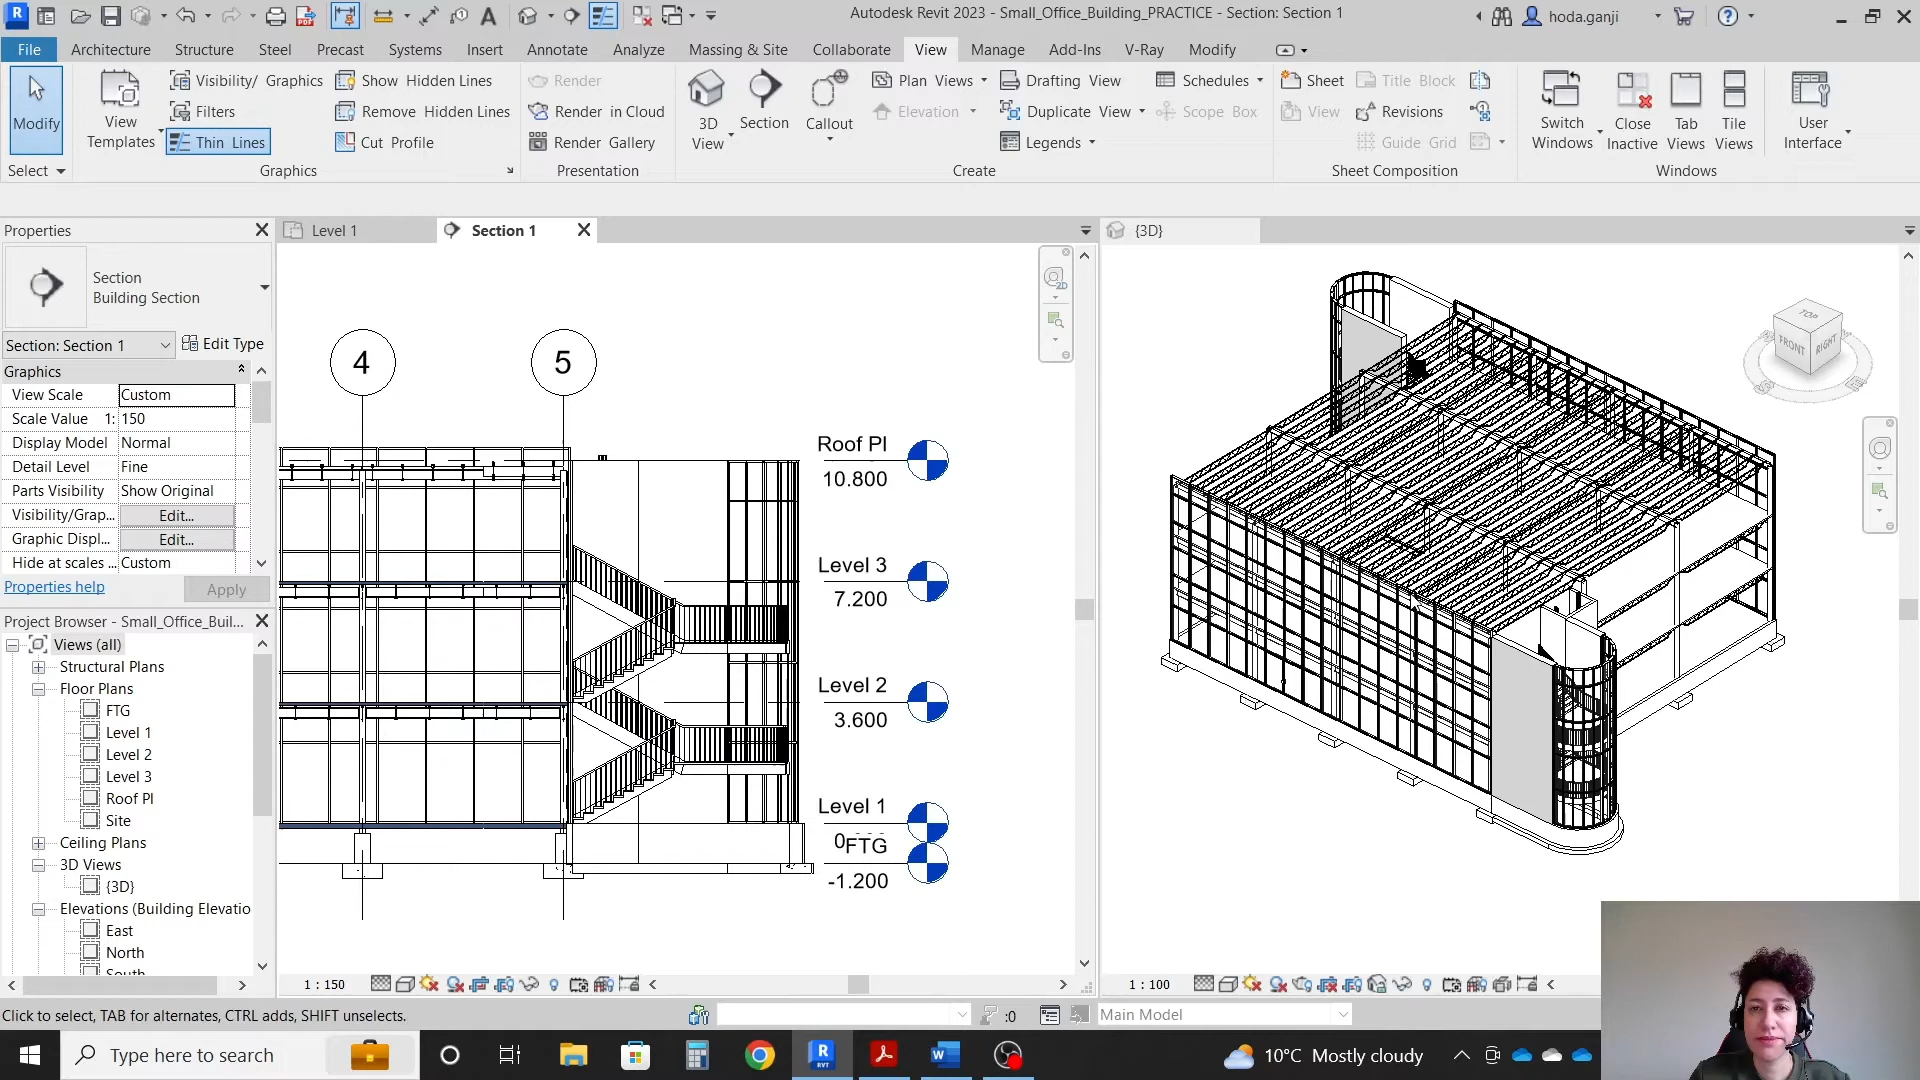 Autodesk Revit 2023 - Small_Office_Building_PRACTICE - Section: Section 1
hoda.ganji
File Architecture Structure Steel Precast Systems Insert Annotate Analyze Massing & Site Collaborate View Manage Add-Ins V-Ray Modify
Modify
View Templates
Visibility/ Graphics
Filters
Thin Lines
Show Hidden Lines
Remove Hidden Lines
Cut Profile
Render
Render in Cloud
Render Gallery
3D View
Section
Callout
Plan Views
Elevation
Drafting View
Duplicate View
Legends
Schedules
Scope Box
Sheet
View
Title Block
Revisions
Guide Grid
Switch Windows
Close Inactive
Tab Views
Tile Views
User Interface
Select Graphics Presentation Create Sheet Composition Windows
Properties
Section
Building Section
Section: Section 1 Edit Type
Graphics
View Scale Custom
Scale Value 1: 150
Display Model Normal
Detail Level Fine
Parts Visibility Show Original
Visibility/Grap... Edit...
Graphic Displ... Edit...
Hide at scales ... Custom
Properties help Apply
Project Browser - Small_Office_Buil...
Views (all)
Structural Plans
Floor Plans
FTG
Level 1
Level 2
Level 3
Roof Pl
Site
Ceiling Plans
3D Views
{3D}
Elevations (Building Elevatio
East
North
South
Level 1
Section 1
2D
4
5
Roof Pl
10.800
Level 3
7.200
Level 2
3.600
Level 1
FTG
-1.200
1 : 150
{3D}
TOP
FRONT
RIGHT
1 : 100
Click to select, TAB for alternates, CTRL adds, SHIFT unselects.
:0
Main Model
Type here to search
10°C Mostly cloudy